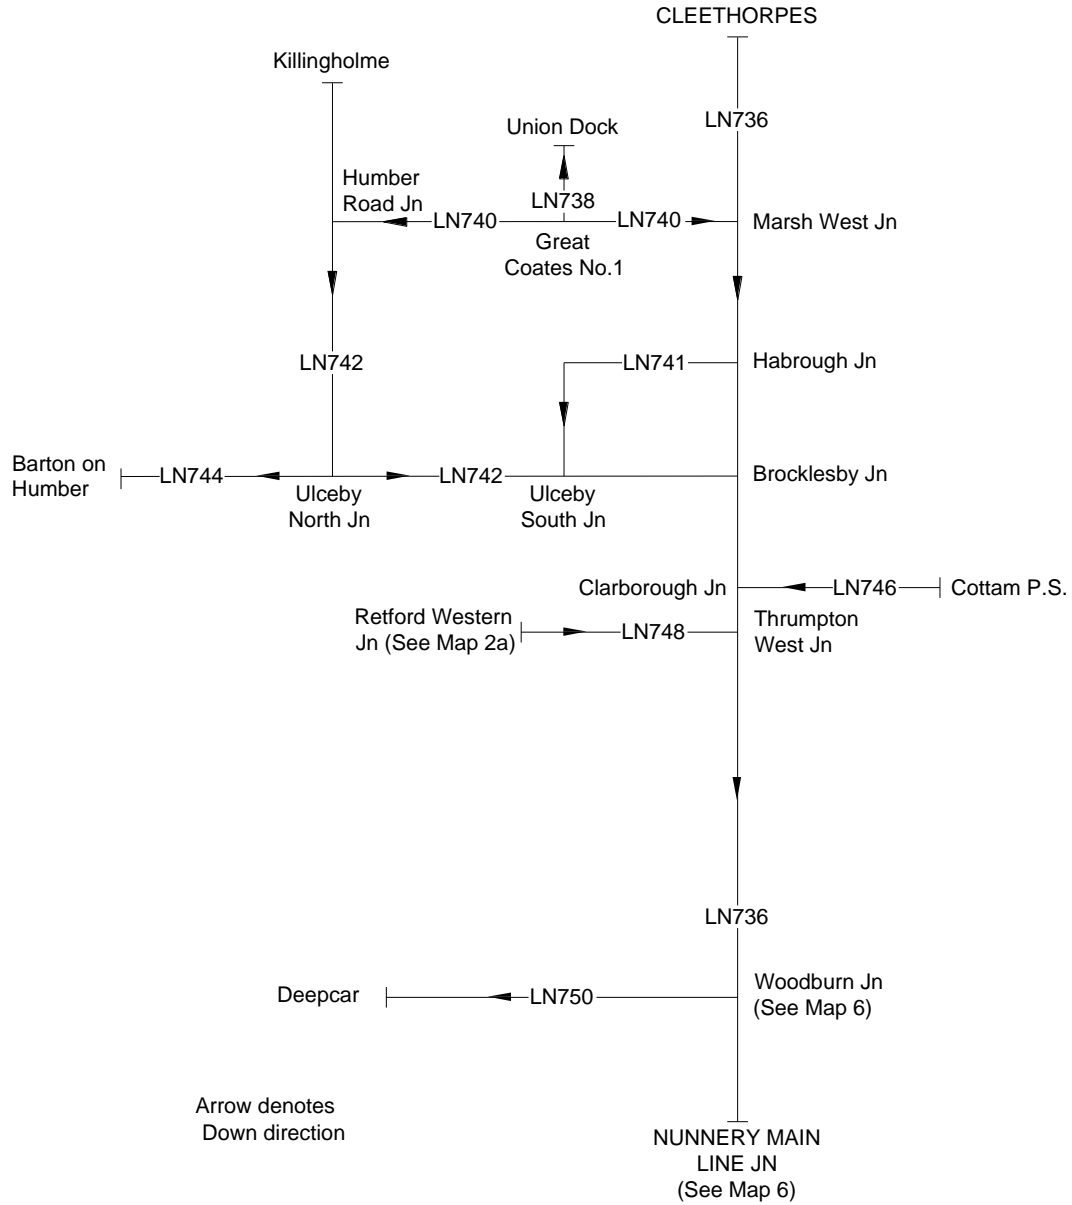 CLEETHORPES
Killingholme
LN736
Union Dock
Humber
Road Jn
LN738
LN740
LN740
Marsh West Jn
Great
Coates No.1
LN742
LN741
Habrough Jn
Barton on
Humber
LN744
LN742
Brocklesby Jn
Ulceby
North Jn
Ulceby
South Jn
Clarborough Jn
LN746
Cottam P.S.
Retford Western
Jn (See Map 2a)
LN748
Thrumpton
West Jn
LN736
Deepcar
LN750
Woodburn Jn
(See Map 6)
Arrow denotes
Down direction
NUNNERY MAIN
LINE JN
(See Map 6)